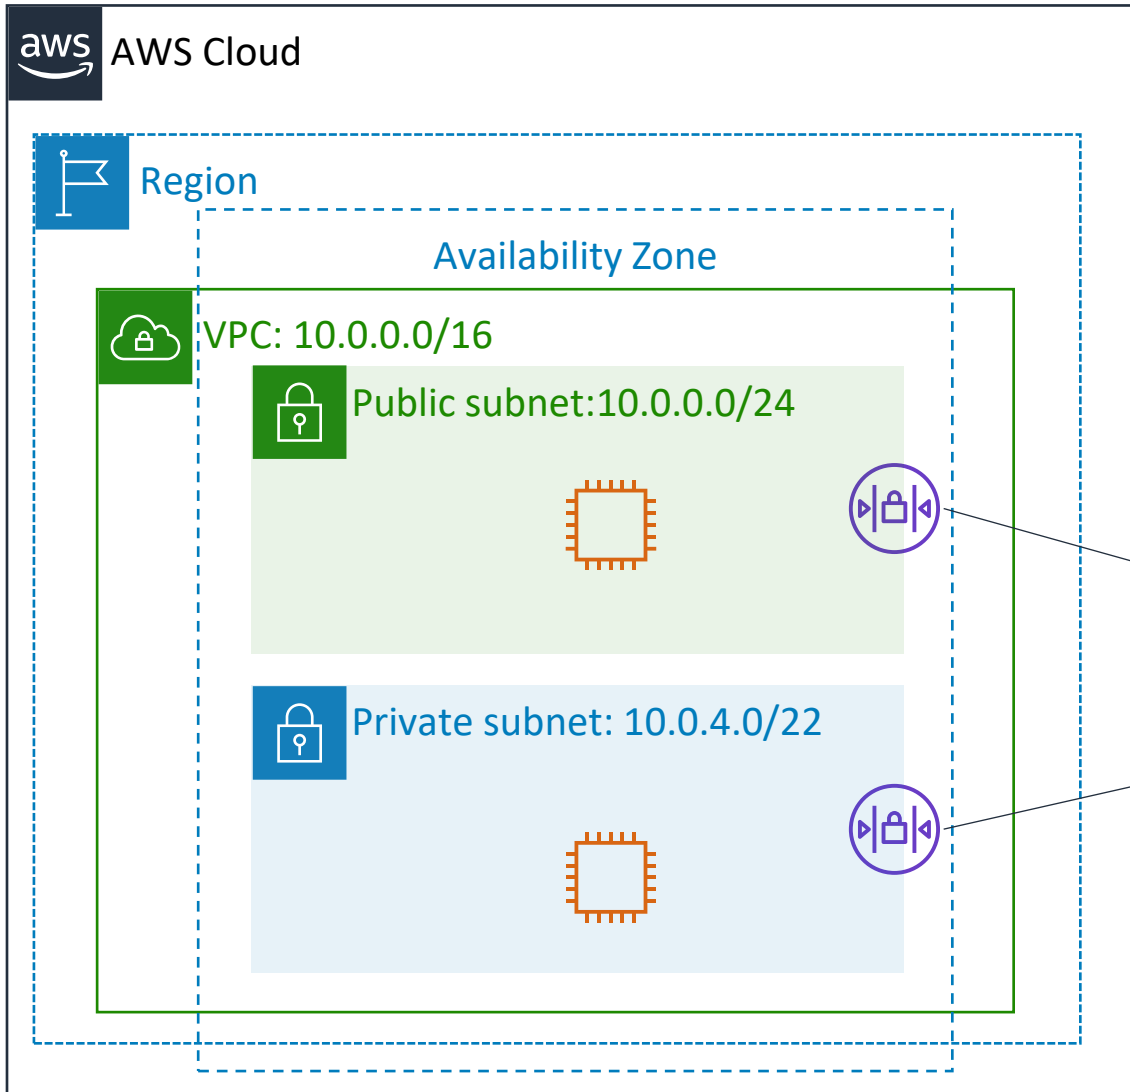 aws
AWS Cloud
Region
Availability Zone
VPC: 10.0.0.0/16
Public subnet:10.0.0.0/24
Private subnet: 10.0.4.0/22